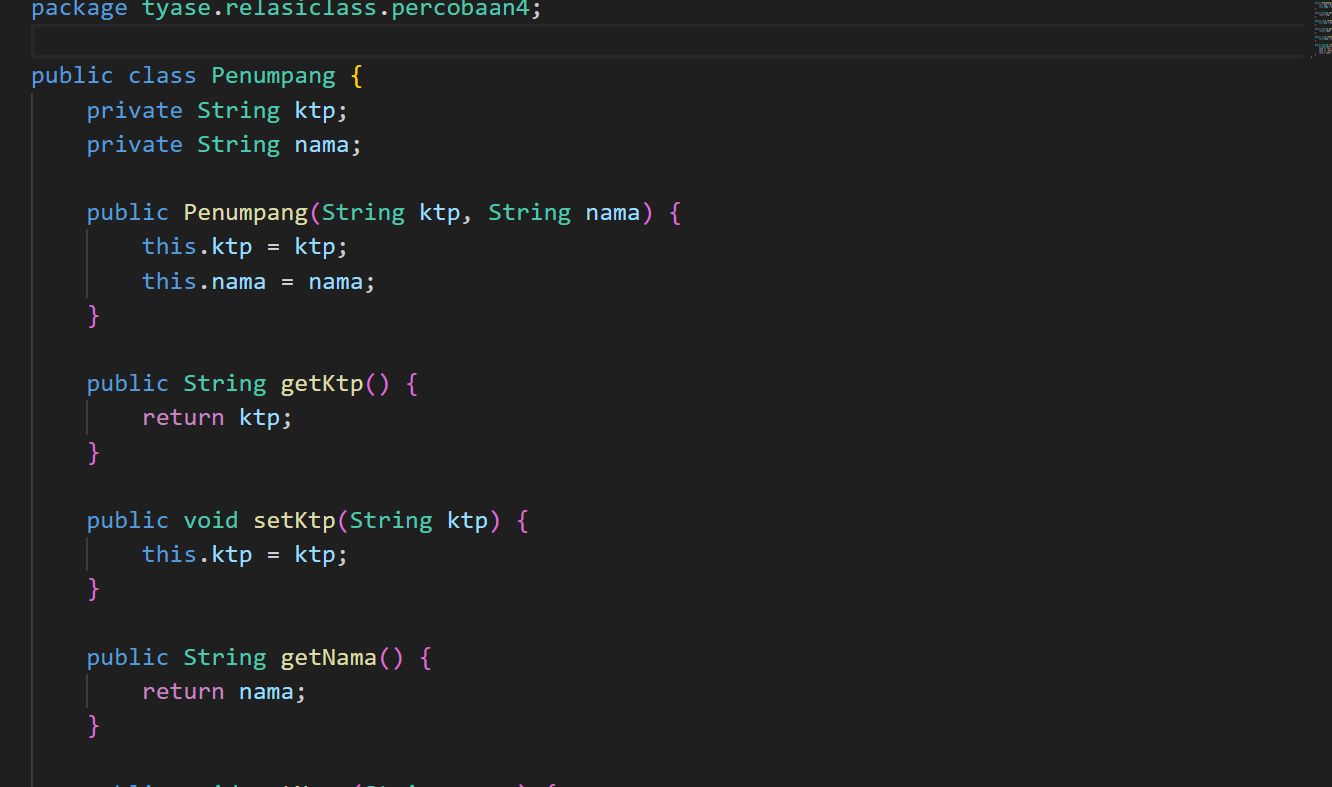 package tyase.relasiclass.percobaan4;
public class Penumpang {
private String ktp;
private String nama;
public Penumpang(String ktp, String nama) {
this.ktp = ktp;
this.nama = nama;
}
public String getKtp() {
return ktp;
}
public void setKtp(String ktp) {
this.ktp = ktp;
}
public String getNama() {
return nama;
}